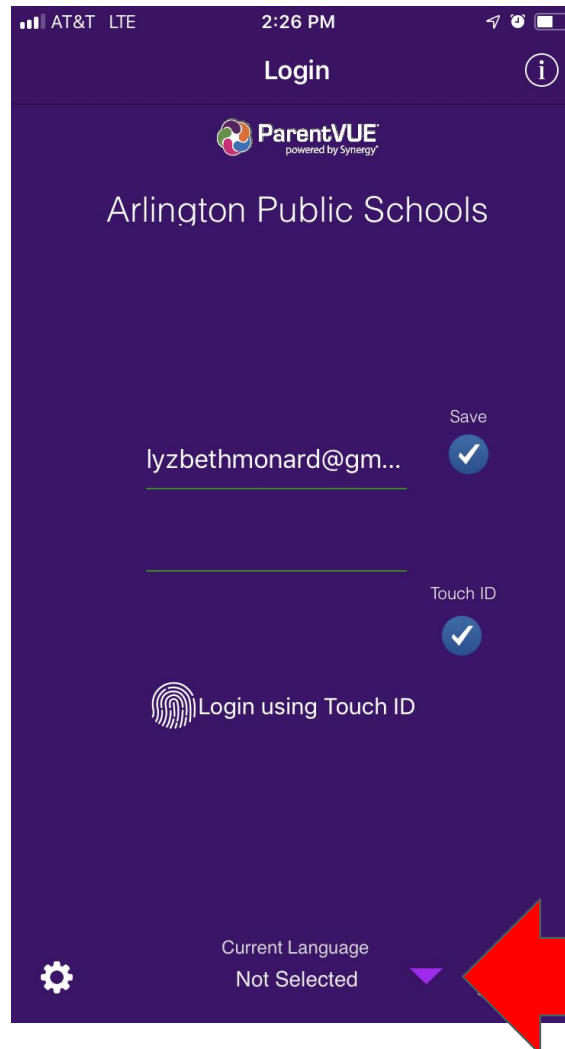 AT&T LTE 2:26 PM
Login
ParentVUE
powered by Synergy
Arlington Public Schools
Save
lyzbethmonard@gm...
Touch ID
Login using Touch ID
Current Language
Not Selected